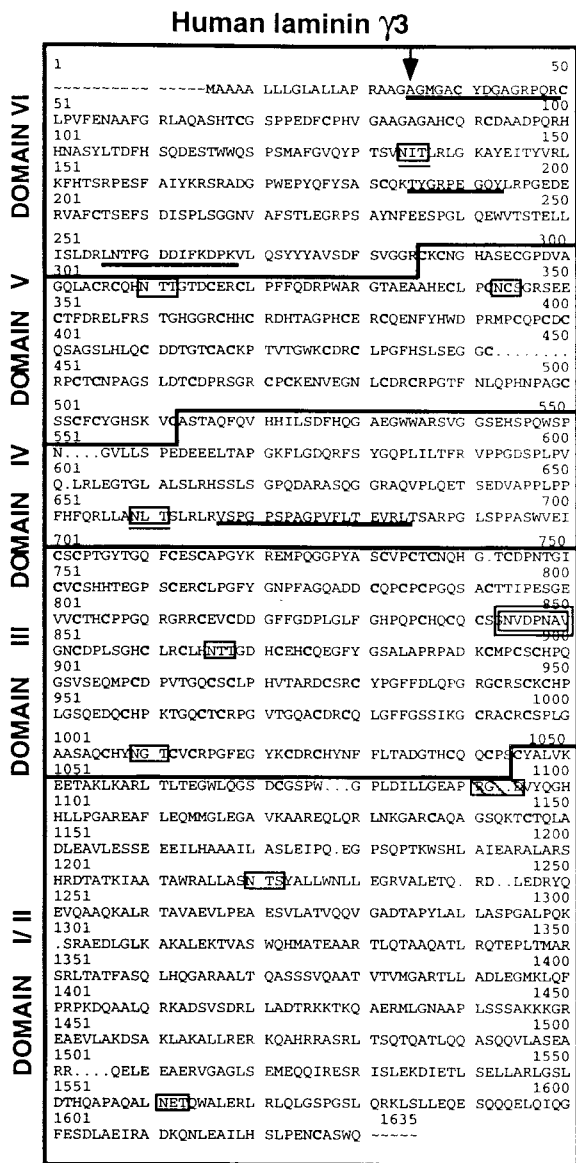 Human laminin γ3
1 50
~~~~~~~~~~ ~~~~~MAAAA LLLGLALLAP RAAGAGMGAC YDGAGRPQRC
51 100
LPVFENAAFG RLAQASHTCG SPPEDFCPHV GAAGAGAHCQ RCDAADPQRH
101 150
HNASYLTDFH SQDESTWWQS PSMAFGVQYP TSVNITLRLG KAYEITYVRL
151 200
KFHTSRPESF AIYKRSRADG PWEPYQFYSA SCQKTYGRPE GQYLRPGEDE
201 250
RVAFCTSEFS DISPLSGGNV AFSTLEGRPS AYNFEESPGL QEWVTSTELL
251 300
ISLDRLNTFG DDIFKDPKVL QSYYYAVSDF SVGGRCKCNG HASECGPDVA
301 350
GQLACRCQHN TTGTDCERCL PFFQDRPWAR GTAEAAHECL PCNCSGRSEE
351 400
CTFDRELFRS TGHGGRCHHC RDHTAGPHCE RCQENFYHWD PRMPCQPCDC
401 450
QSAGSLHLQC DDTGTCACKP TVTGWKCDRC LPGFHSLSEG GC........
451 500
RPCTCNPAGS LDTCDPRSGR CPCKENVEGN LCDRCRPGTF NLQPHNPAGC
501 550
SSCFCYGHSK VCASTAQFQV HHILSDFHQG AEGWWARSVG GSEHSPQWSP
551 600
N....GVLLS PEDEEELTAP GKFLGDQRFS YGQPLILTFR VPPGDSPLPV
601 650
Q.LRLEGTGL ALSLRHSSLS GPQDARASQG GRAQVPLQET SEDVAPPLPP
651 700
FHFQRLLANL TSLRLRVSPG PSPAGPVFLT EVRLTSARPG LSPPASWVEI
701 750
CSCPTGYTGQ FCESCAPGYK REMPQGGPYA SCVPCTCNQH G.TCDPNTGI
751 800
CVCSHHTEGP SCERCLPGFY GNPFAGQADD CQPCPCPGQS ACTTIPESGE
801 850
VVCTHCPPGQ RGRRCEVCDD GFFGDPLGLF GHPQPCHQCQ CSGNVDPNAV
851 900
GNCDPLSGHC LRCLHNTTGD HCEHCQEGFY GSALAPRPAD KCMPCSCHPQ
901 950
GSVSEQMPCD PVTGQCSCLP HVTARDCSRC YPGFFDLQPG RGCRSCKCHP
951 1000
LGSQEDQCHP KTGQCTCRPG VTGQACDRCQ LGFFGSSIKG CRACRCSPLG
1001 1050
AASAQCHYNG TCVCRPGFEG YKCDRCHYNF FLTADGTHCQ QCPSCYALVK
1051 1100
EETAKLKARL TLTEGWLQGS DCGSPW...G PLDILLGEAP RG..DVYQGH
1101 1150
HLLPGAREAF LEQMMGLEGA VKAAREQLQR LNKGARCAQA GSQKTCTQLA
1151 1200
DLEAVLESSE EEILHAAAIL ASLEIPQ.EG PSQPTKWSHL AIEARALARS
1201 1250
HRDTATKIAA TAWRALLASN TSYALLWNLL EGRVALETQ. RD..LEDRYQ
1251 1300
EVQAAQKALR TAVAEVLPEA ESVLATVQQV GADTAPYLAL LASPGALPQK
1301 1350
.SRAEDLGLK AKALEKTVAS WQHMATEAAR TLQTAAQATL RQTEPLTMAR
1351 1400
SRLTATFASQ LHQGARAALT QASSSVQAAT VTVMGARTLL ADLEGMKLQF
1401 1450
PRPKDQAALQ RKADSVSDRL LADTRKKTKQ AERMLGNAAP LSSSAKKKGR
1451 1500
EAEVLAKDSA KLAKALLRER KQAHRRASRL TSQTQATLQQ ASQQVLASEA
1501 1550
RR....QELE EAERVGAGLS EMEQQIRESR ISLEKDIETL SELLARLGSL
1551 1600
DTHQAPAQAL NETQWALERL RLQLGSPGSL QRKLSLLEQE SQQQELQIQG
1601 1635
FESDLAEIRA DKQNLEAILH SLPENCASWQ ~~~~~
DOMAIN VI
DOMAIN V
DOMAIN IV
DOMAIN III
DOMAIN I/II